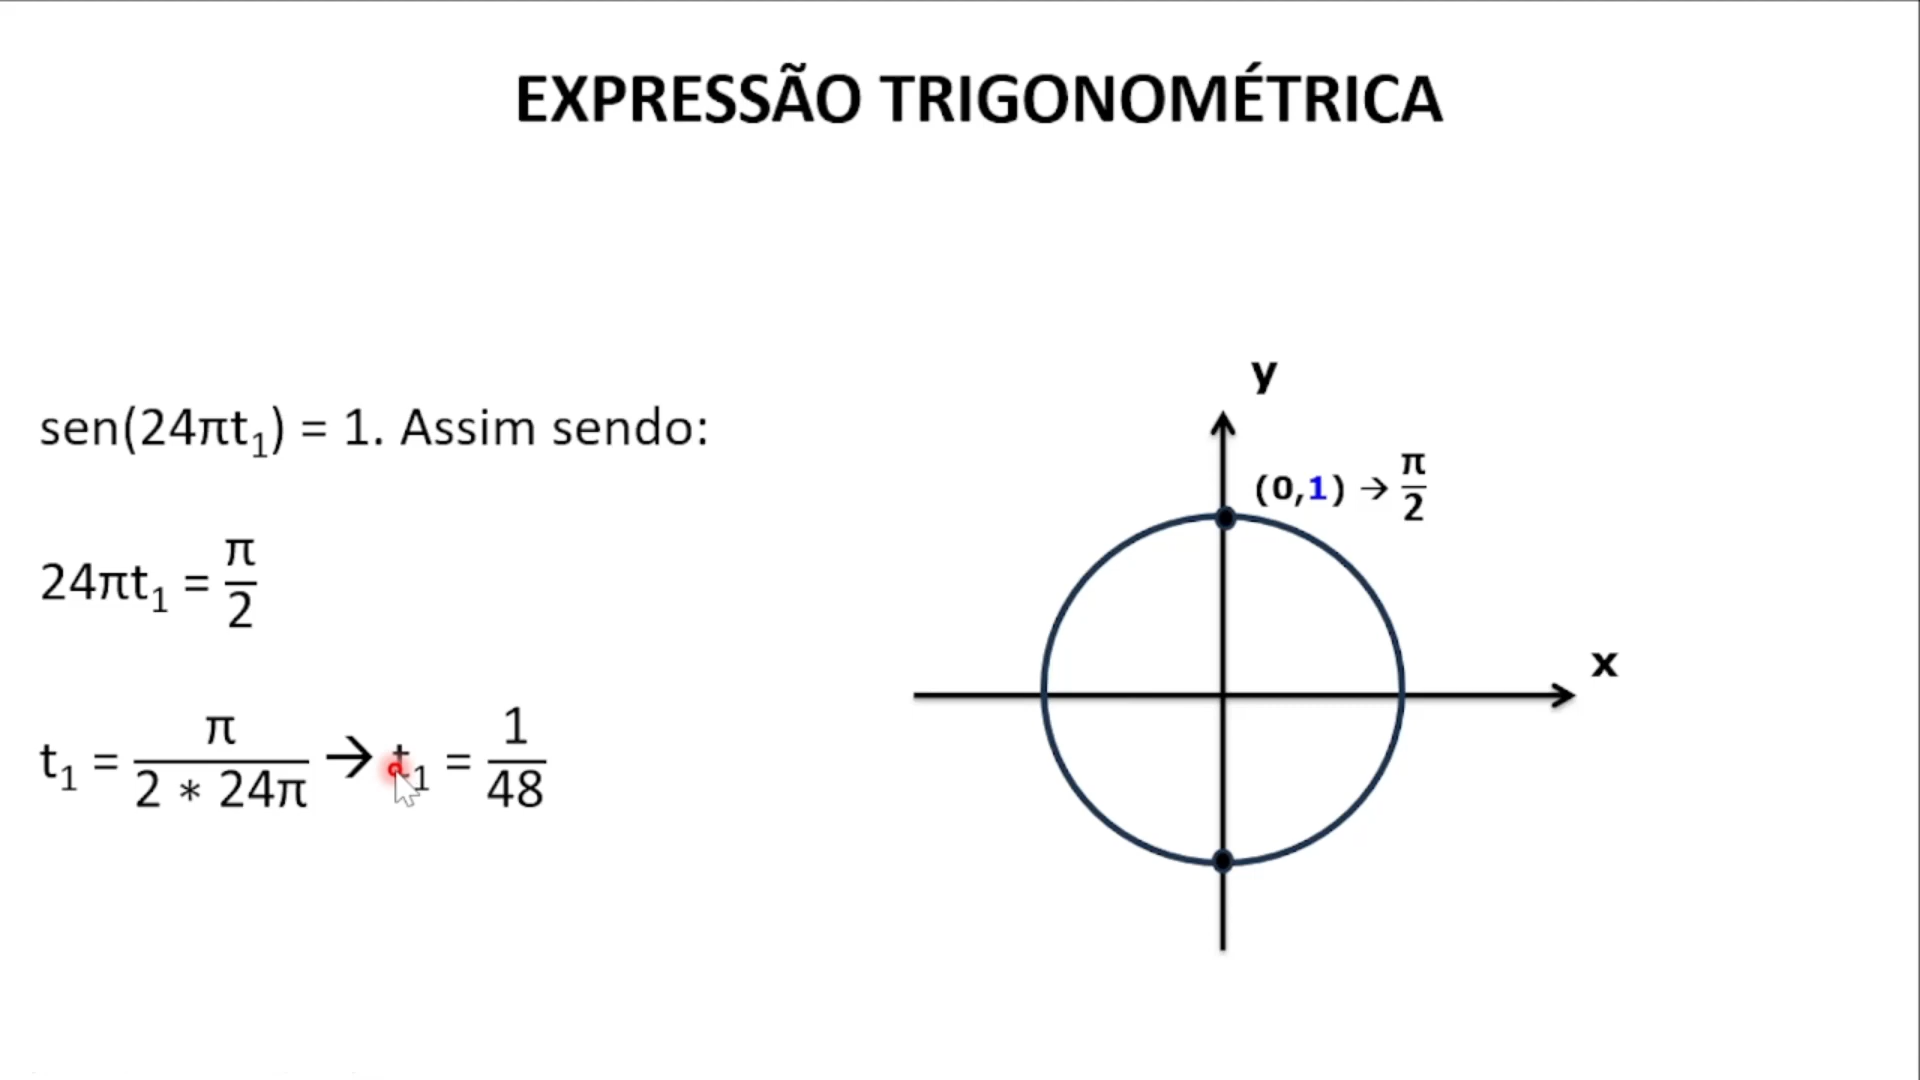 EXPRESSÃO TRIGONOMÉTRICA
sen(24πt₁) = 1. Assim sendo:
24πt₁ = π/2
t₁ = π/(2 * 24π) → t₁ = 1/48
y
(0,1) → π/2
x